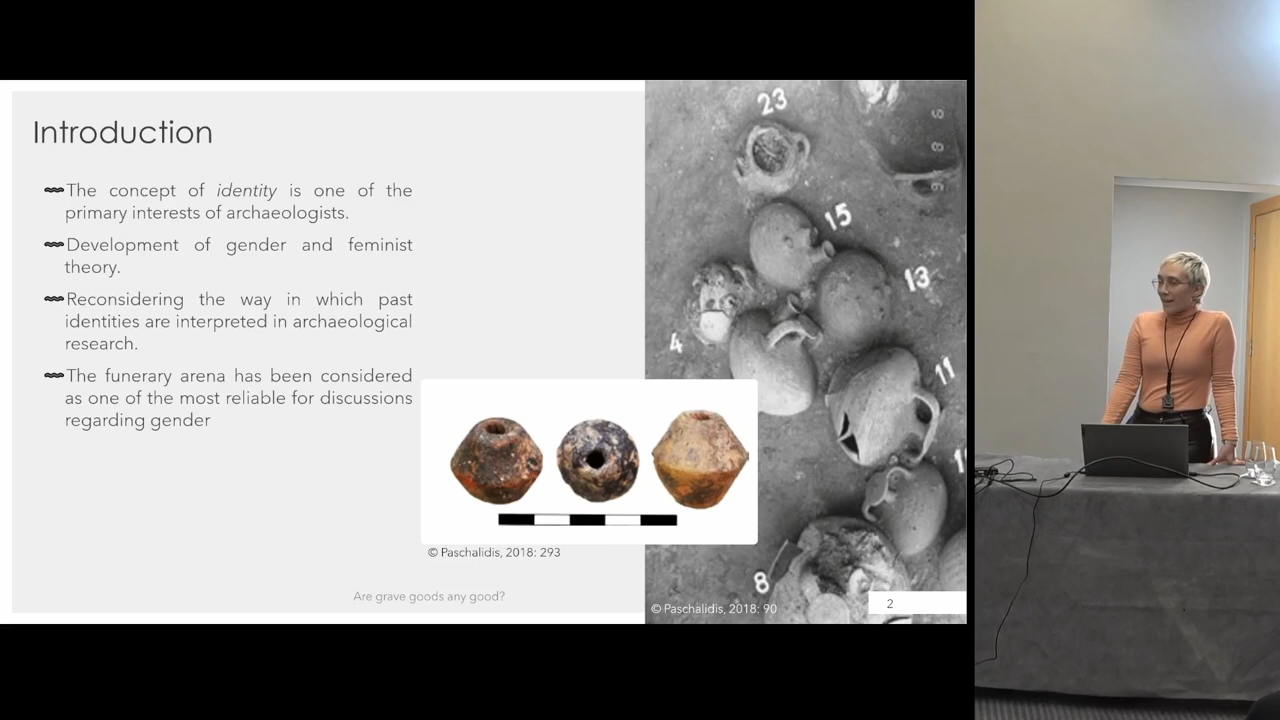 Introduction
The concept of identity is one of the
primary interests of archaeologists.
Development of gender and feminist
theory.
Reconsidering the way in which past
identities are interpreted in archaeological
research.
The funerary arena has been considered
as one of the most reliable for discussions
regarding gender
© Paschalidis, 2018: 293
Are grave goods any good?
23
15
13
4
11
8
© Paschalidis, 2018: 90
2